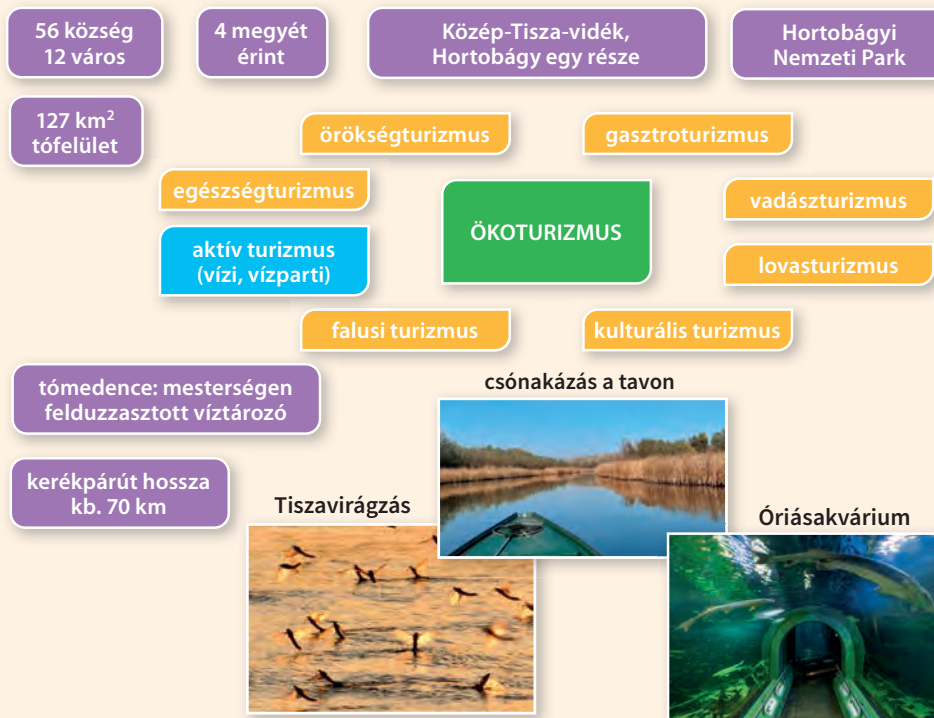 56 község
12 város
4 megyét
érint
Közép-Tisza-vidék,
Hortobágy egy része
Hortobágyi
Nemzeti Park
127 km²
tófelület
örökségturizmus
gasztroturizmus
egészségturizmus
ÖKOTURIZMUS
vadászturizmus
aktív turizmus
(vízi, vízparti)
lovasturizmus
falusi turizmus
kulturális turizmus
tómedence: mesterségen
felduzzasztott víztározó
csónakázás a tavon
kerékpárút hossza
kb. 70 km
Tiszavirágzás
Óriásakvárium